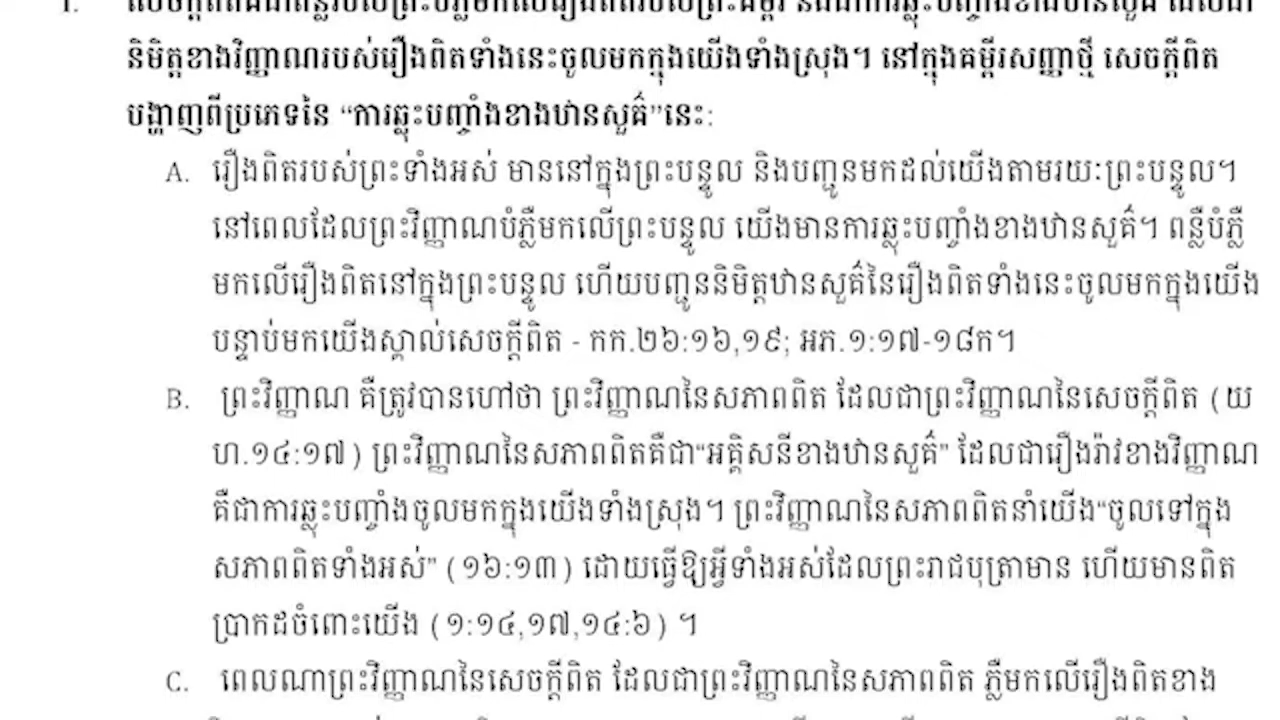 និមិត្តខាងវិញ្ញាណរបស់រឿងពិតទាំងនេះចូលមកក្នុងយើងទាំងស្រុង។ នៅក្នុងគម្ពីរសញ្ញាថ្មី សេចក្ដីពិត
បង្ហាញពីប្រភេទនៃ “ការឆ្លុះបញ្ចាំងខាងឋានសួគ៌”នេះ:
A. រឿងពិតរបស់ព្រះទាំងអស់ មាននៅក្នុងព្រះបន្ទូល និងបញ្ជូនមកដល់យើងតាមរយៈព្រះបន្ទូល។
នៅពេលដែលព្រះវិញ្ញាណបំភ្លឺមកលើព្រះបន្ទូល យើងមានការឆ្លុះបញ្ចាំងខាងឋានសួគ៌។ ពន្លឺបំភ្លឺ
មកលើរឿងពិតនៅក្នុងព្រះបន្ទូល ហើយបញ្ជូននិមិត្តឋានសួគ៌នៃរឿងពិតទាំងនេះចូលមកក្នុងយើង
បន្ទាប់មកយើងស្គាល់សេចក្ដីពិត - កក.២៦:១៦,១៩; អភ.១:១៧-១៨ក។
B. ព្រះវិញ្ញាណ គឺត្រូវបានហៅថា ព្រះវិញ្ញាណនៃសភាពពិត ដែលជាព្រះវិញ្ញាណនៃសេចក្ដីពិត (យ
ហ.១៤:១៧) ព្រះវិញ្ញាណនៃសភាពពិតគឺជា“អគ្គិសនីខាងឋានសួគ៌” ដែលជារឿងរ៉ាវខាងវិញ្ញាណ
គឺជាការឆ្លុះបញ្ចាំងចូលមកក្នុងយើងទាំងស្រុង។ ព្រះវិញ្ញាណនៃសភាពពិតនាំយើង“ចូលទៅក្នុង
សភាពពិតទាំងអស់” (១៦:១៣) ដោយធ្វើឱ្យអ្វីទាំងអស់ដែលព្រះរាជបុត្រាមាន ហើយមានពិត
ប្រាកដចំពោះយើង (១:១៤,១៧,១៤:៦) ។
C. ពេលណាព្រះវិញ្ញាណនៃសេចក្ដីពិត ដែលជាព្រះវិញ្ញាណនៃសភាពពិត ភ្លឺមកលើរឿងពិតខាង